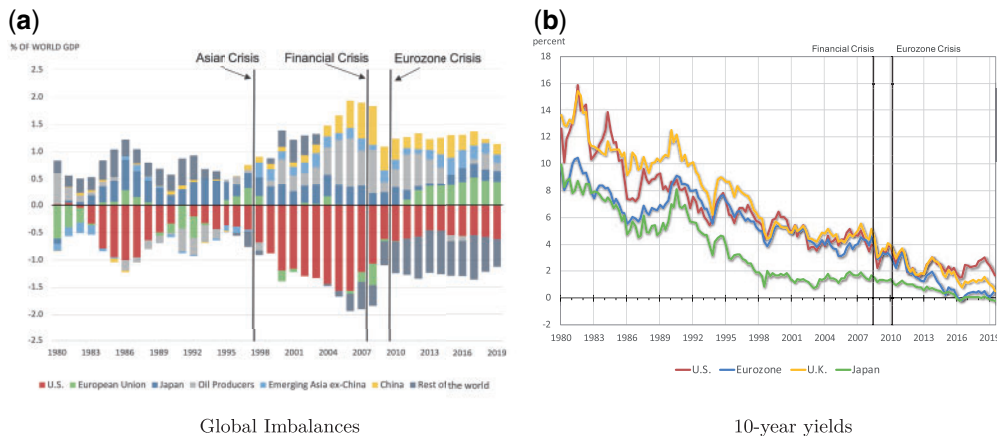 (a)
% OF WORLD GDP
Asian Crisis
Financial Crisis
Eurozone Crisis
2.5
2.0
1.5
1.0
0.5
0.0
-0.5
-1.0
-1.5
-2.0
-2.5
1980 1983 1986 1989 1992 1995 1998 2001 2004 2007 2010 2013 2016 2019
U.S. European Union Japan Oil Producers Emerging Asia ex-China China Rest of the world
Global Imbalances
(b)
percent
Financial Crisis
Eurozone Crisis
18
16
14
12
10
8
6
4
2
0
-2
1980 1983 1986 1989 1992 1995 1998 2001 2004 2007 2010 2013 2016 2019
U.S. Eurozone U.K. Japan
10-year yields